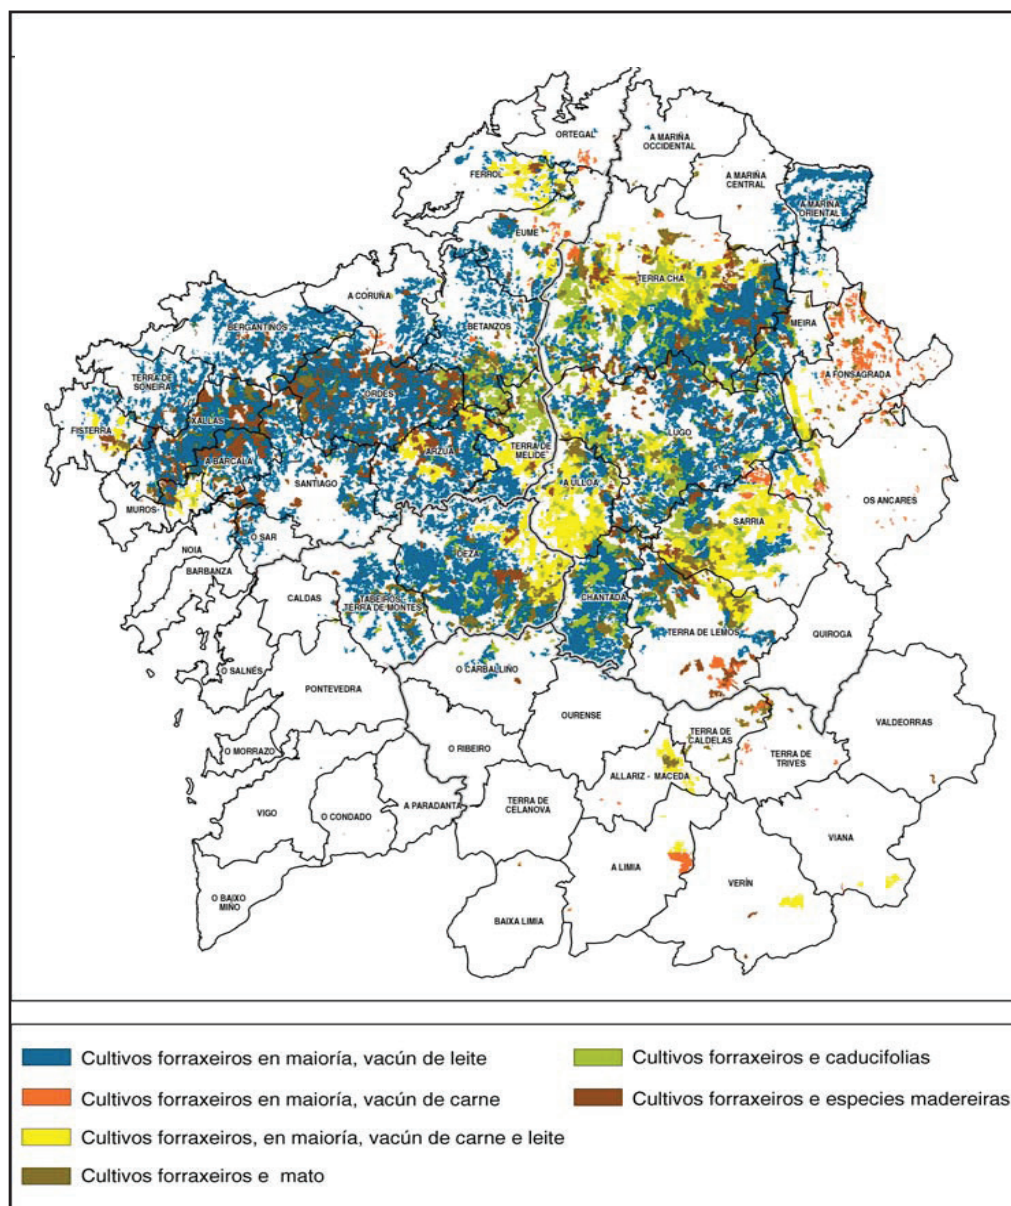 ORTEGAL
A MARIÑA
OCCIDENTAL
FERROL
A MARIÑA
CENTRAL
A MARIÑA
ORIENTAL
EUME
TERRA CHA
A CORUÑA
BERGANTIÑOS
BETANZOS
MEIRA
TERRA DE
SONEIRA
A FONSAGRADA
ORDES
XALLAS
FISTERRA
LUGO
A BARCALA
ARZÚA
TERRA DE
MELIDE
SANTIAGO
A ULLOA
OS ANCARES
MUROS-
SARRIA
O SAR
NOIA
DEZA
BARBANZA
CALDAS
TABEIROS -
TERRA DE MONTES
CHANTADA
TERRA DE LEMOS
QUIROGA
O SALNÉS
O CARBALLIÑO
PONTEVEDRA
OURENSE
VALDEORRAS
O MORRAZO
O RIBEIRO
TERRA DE
CALDELAS
TERRA DE
TRIVES
ALLARIZ - MACEDA
VIGO
O CONDADO
A PARADANTA
TERRA DE
CELANOVA
VIANA
A LIMIA
VERÍN
O BAIXO
MIÑO
BAIXA LIMIA
Cultivos forraxeiros en maioría, vacún de leite
Cultivos forraxeiros en maioría, vacún de carne
Cultivos forraxeiros, en maioría, vacún de carne e leite
Cultivos forraxeiros e mato
Cultivos forraxeiros e caducifolias
Cultivos forraxeiros e especies madereiras